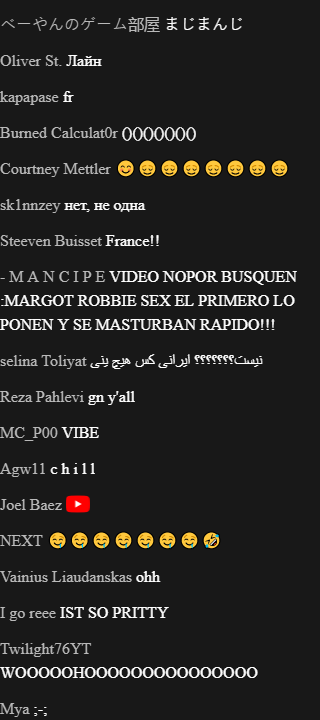 ぺーやんのゲーム部屋 まじまんじ
Oliver St. Лайн
kapapase fr
Burned Calculat0r ()()()()()()()
Courtney Mettler 😊😌😌😌😌😌😌😌
sk1nnzey нет, не одна
Steeven Buisset France!!
- M A N C I P E VIDEO NOPOR BUSQUEN
:MARGOT ROBBIE SEX EL PRIMERO LO
PONEN Y SE MASTURBAN RAPIDO!!!
selina Toliyat نیست؟؟؟؟؟؟؟ ایرانی کس هیچ ینی
Reza Pahlevi gn y'all
MC_P00 VIBE
Agw11 c h i l l
Joel Baez
NEXT 🤣🤣🤣🤣🤣🤣🤣🤣
Vainius Liaudanskas ohh
I go reee IST SO PRITTY
Twilight76YT
WOOOOOHOOOOOOOOOOOOOOO
Mya ;-;